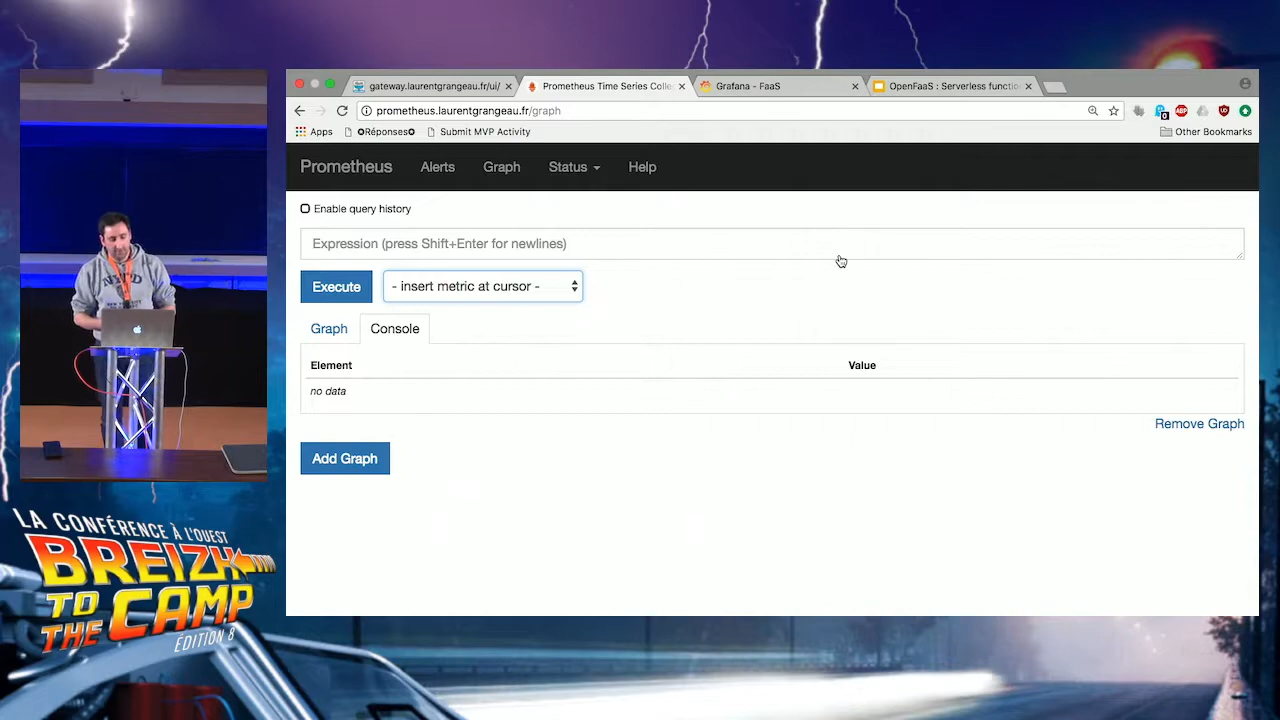 gateway.laurentgrangeau.fr/ui/
Prometheus Time Series Colle
Grafana - FaaS
OpenFaaS : Serverless functio
prometheus.laurentgrangeau.fr/graph
Apps
✪Réponses✪
Submit MVP Activity
0
ABP
Other Bookmarks
Prometheus
Alerts
Graph
Status
Help
Enable query history
Expression (press Shift+Enter for newlines)
Execute
- insert metric at cursor -
Graph
Console
Element
Value
no data
Remove Graph
Add Graph
LA CONFÉRENCE À L'OUEST
BREIZH
TO
THE
CAMP
ÉDITION 8